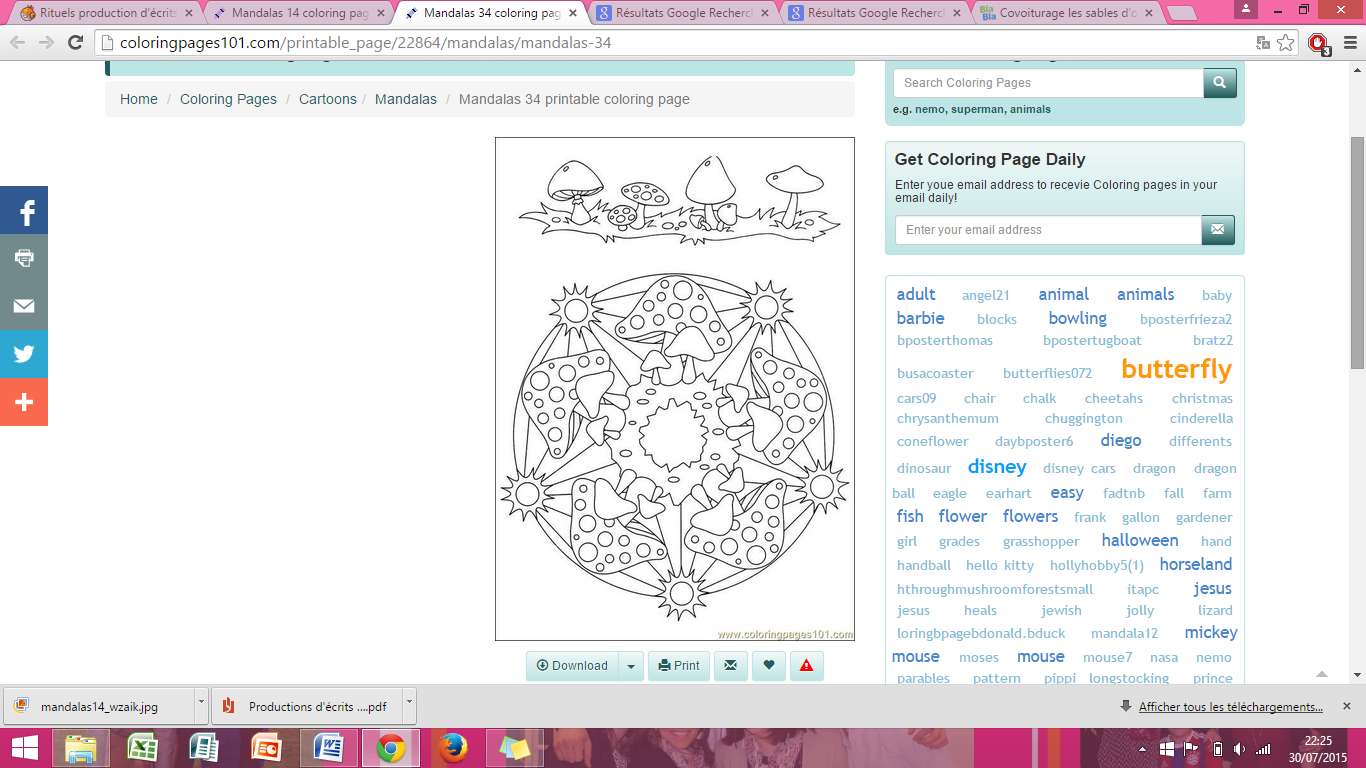 Rituels production d'écrits
Mandalas 14 coloring pag
Mandalas 34 coloring pag
Résultats Google Recherc
Résultats Google Recherc
Covoiturage les sables d'o
coloringpages101.com/printable_page/22864/mandalas/mandalas-34
3
Home / Coloring Pages / Cartoons / Mandalas / Mandalas 34 printable coloring page
Search Coloring Pages
e.g. nemo, superman, animals
Get Coloring Page Daily
Enter youe email address to recevie Coloring pages in your
email daily!
Enter your email address
adult angel21 animal animals baby
barbie blocks bowling bposterfrieza2
bposterthomas bpostertugboat bratz2
busacoaster butterflies072 butterfly
cars09 chair chalk cheetahs christmas
chrysanthemum chuggington cinderella
coneflower daybposter6 diego differents
dinosaur disney disney cars dragon dragon
ball eagle earhart easy fadtnb fall farm
fish flower flowers frank gallon gardener
girl grades grasshopper halloween hand
handball hello kitty hollyhobby5(1) horseland
hthroughmushroomforestsmall itapc jesus
jesus heals jewish jolly lizard
loringbpagebdonald.bduck mandala12 mickey
mouse moses mouse mouse7 nasa nemo
parables pattern pippi longstocking prince
www.coloringpages101.com
Download
Print
mandalas14_wzaik.jpg
Productions d'écrits ....pdf
Afficher tous les téléchargements...
22:25
30/07/2015